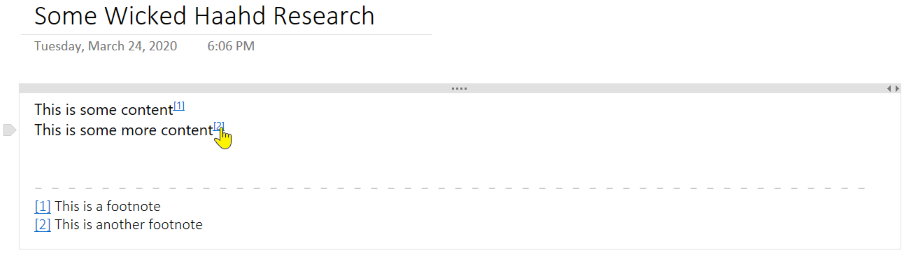 Some Wicked Haahd Research
Tuesday, March 24, 2020 6:06 PM
This is some content[1]
This is some more content[2]
[1] This is a footnote
[2] This is another footnote